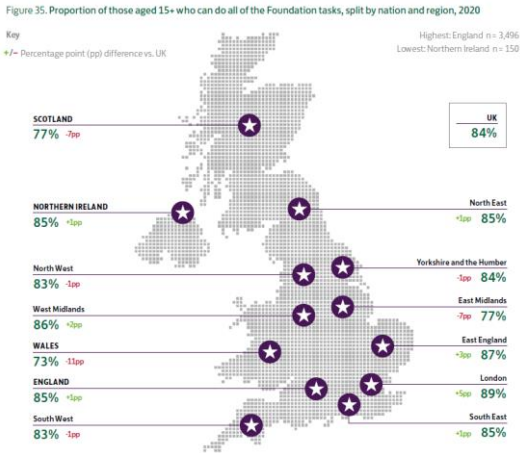 Figure 35. Proportion of those aged 15+ who can do all of the Foundation tasks, split by nation and region, 2020
Key
+/− Percentage point (pp) difference vs. UK
Highest: England n = 3,496
Lowest: Northern Ireland n = 150
UK
84%
SCOTLAND
77% -7pp
NORTHERN IRELAND
85% +1pp
North West
83% -1pp
West Midlands
86% +2pp
WALES
73% -11pp
ENGLAND
85% +1pp
South West
83% -1pp
North East
+1pp 85%
Yorkshire and the Humber
-1pp 84%
East Midlands
-7pp 77%
East England
+3pp 87%
London
+5pp 89%
South East
+1pp 85%